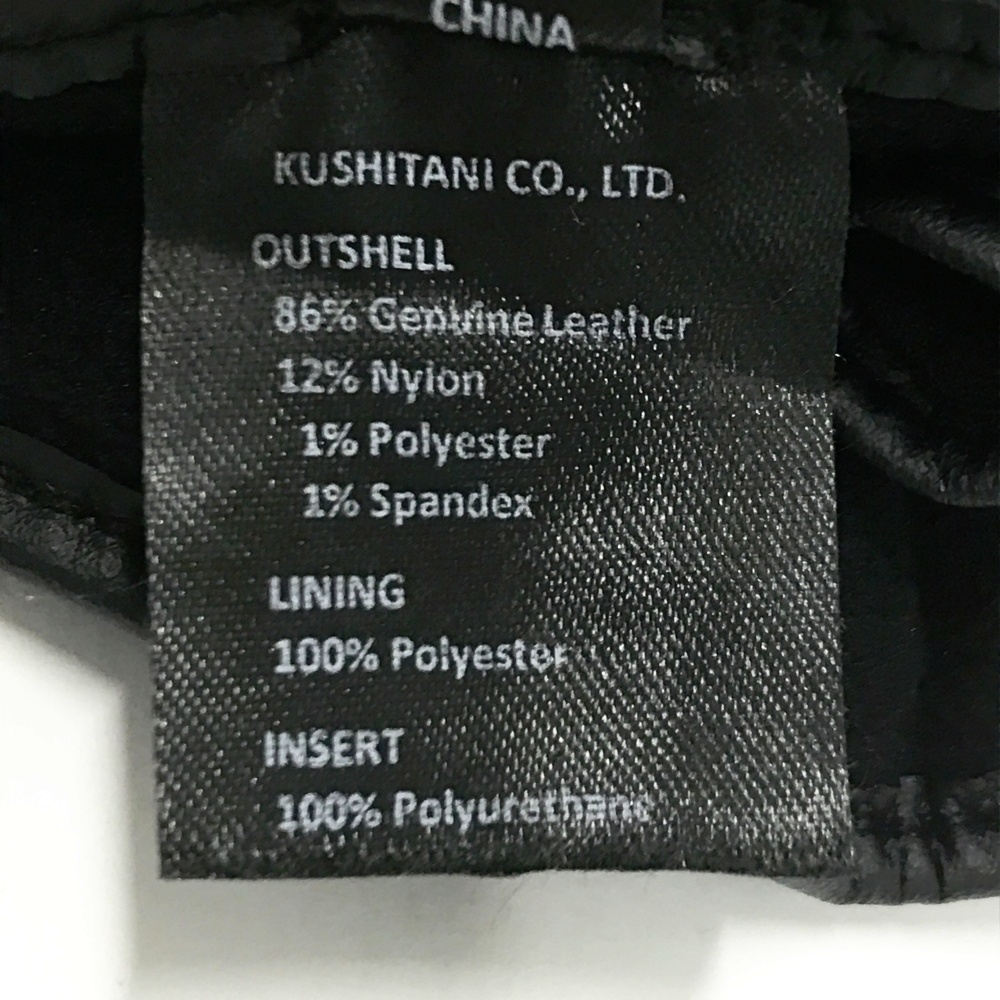 CHINA
KUSHITANI CO., LTD.
OUTSHELL
86% Genuine Leather
12% Nylon
1% Polyester
1% Spandex
LINING
100% Polyester
INSERT
100% Polyurethane